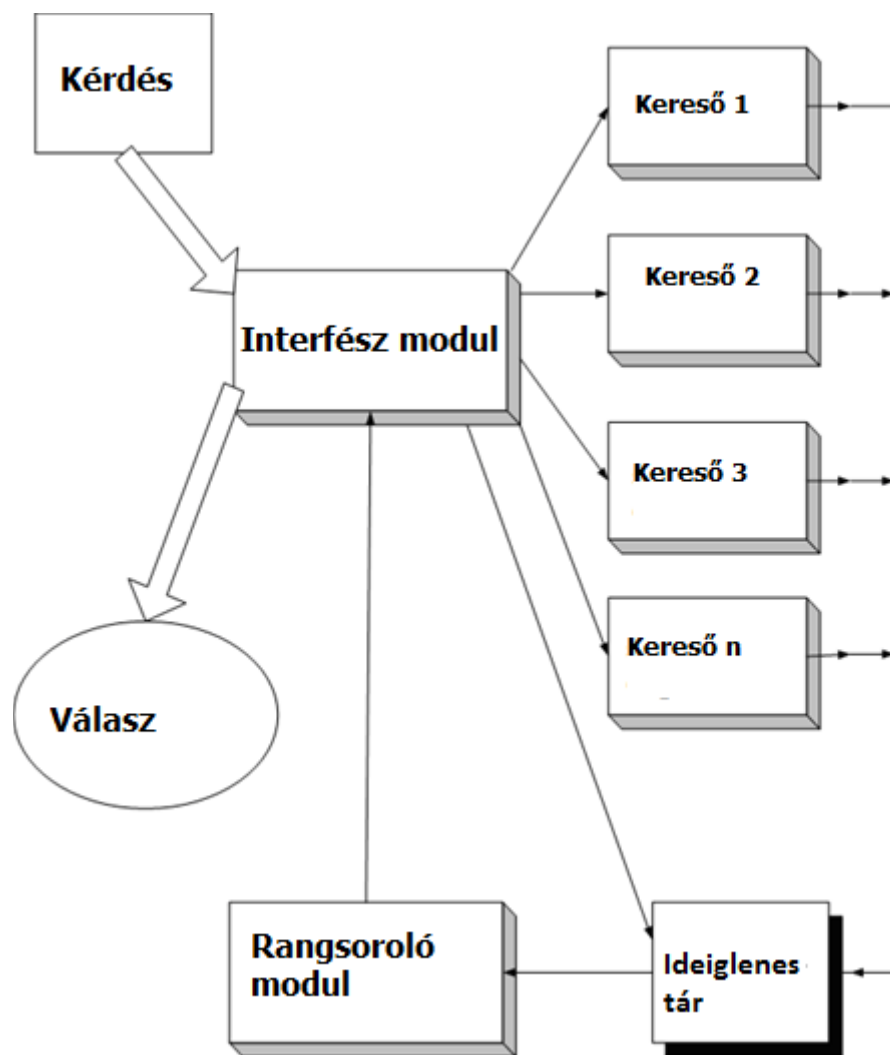 Kérdés
Kereső 1
Kereső 2
Interfész modul
Kereső 3
Kereső n
Válasz
Rangsoroló
modul
Ideiglenes
tár